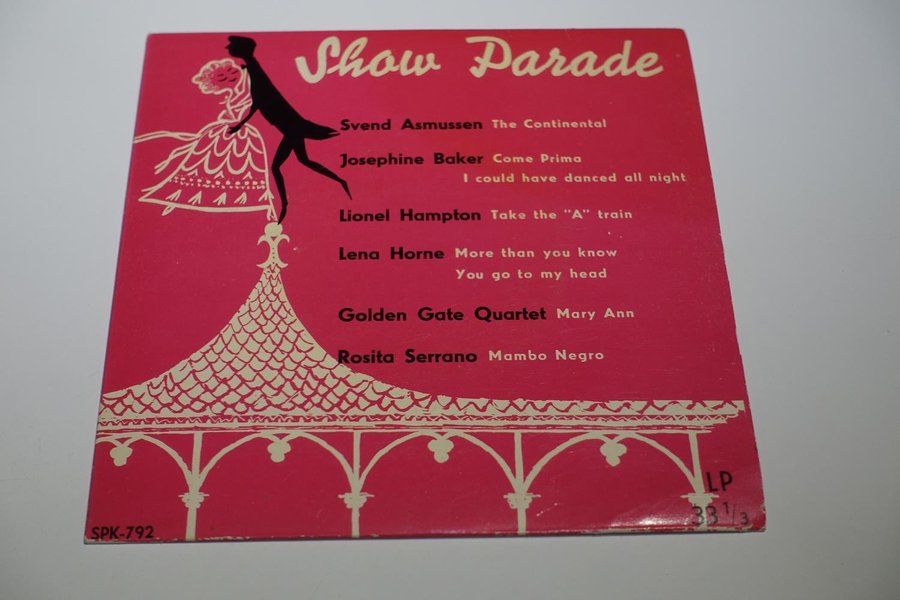 Show Parade
Svend Asmussen The Continental
Josephine Baker Come Prima
I could have danced all night
Lionel Hampton Take the "A" train
Lena Horne More than you know
You go to my head
Golden Gate Quartet Mary Ann
Rosita Serrano Mambo Negro
LP
33 1/3
SPK-792